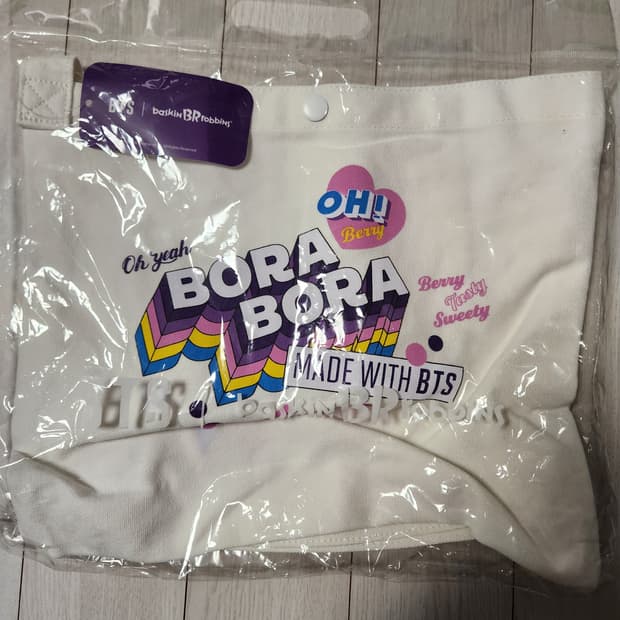 BTS | baskin BR robbins
OH!
Berry
Oh yeah
BORA
BORA
Berry
Tasty
Sweety
MADE WITH BTS
BTS baskin BR robbins